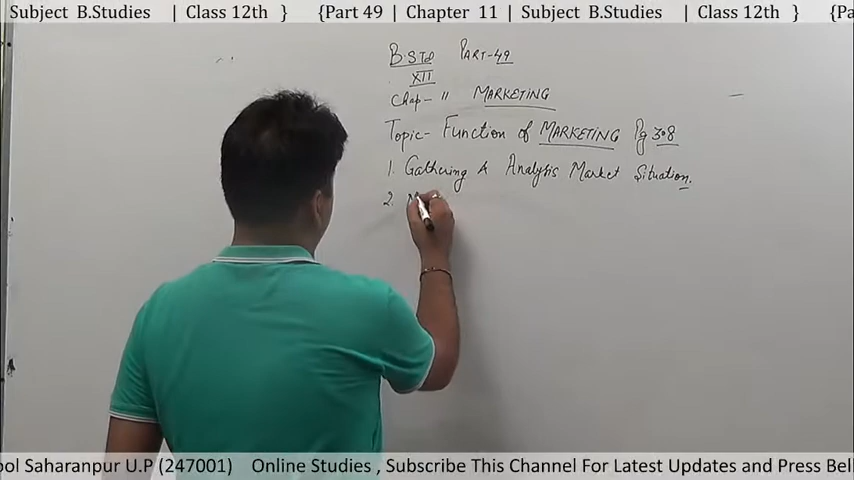 Subject B.Studies | Class 12th } {Part 49 | Chapter 11 | Subject B.Studies | Class 12th } {Pa
B.STD PART-49
XII
Chap- 11 MARKETING
Topic- Function of MARKETING Pg 308
1. Gathering & Analysis Market Situation.
2. M
ool Saharanpur U.P (247001) Online Studies , Subscribe This Channel For Latest Updates and Press Bell